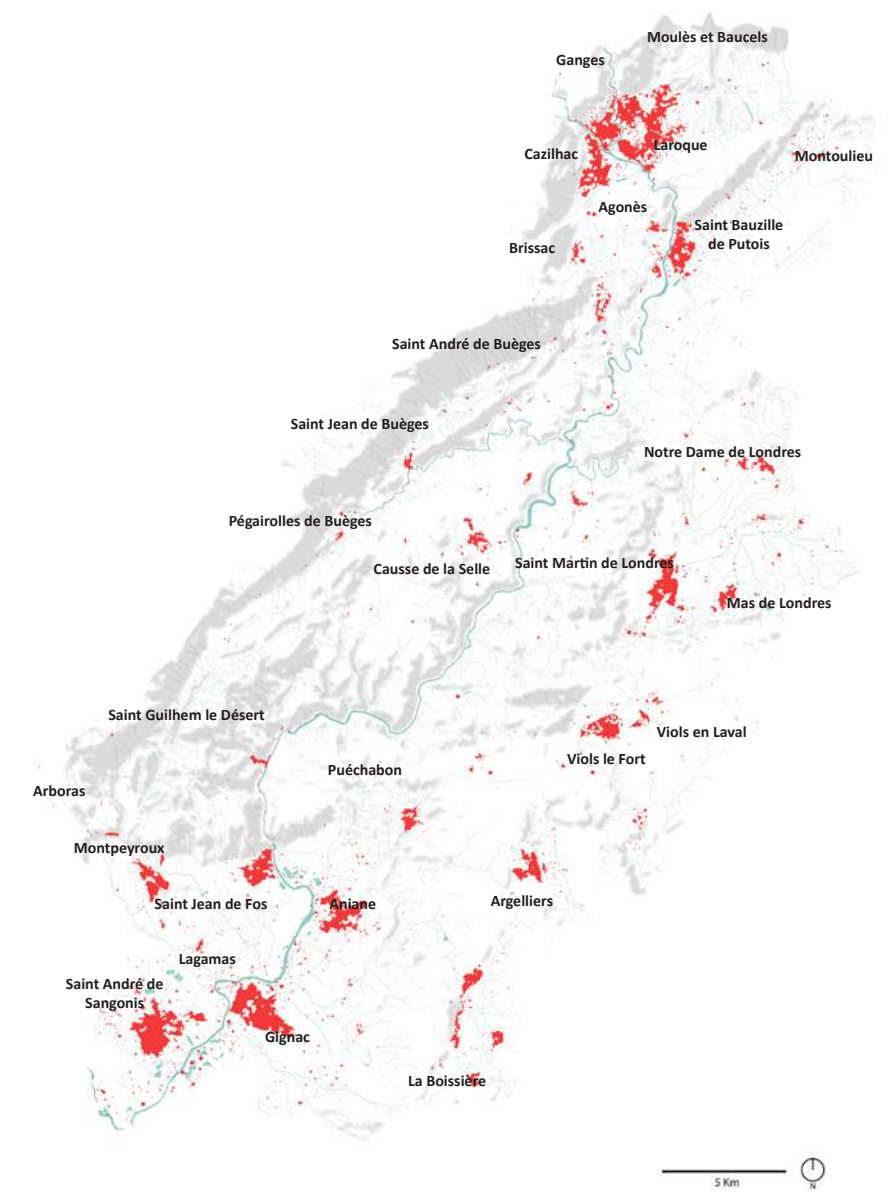 Moulès et Baucels
Ganges
Laroque
Cazilhac
Montoulieu
Agonès
Saint Bauzille
de Putois
Brissac
Saint André de Buèges
Saint Jean de Buèges
Notre Dame de Londres
Pégairolles de Buèges
Causse de la Selle
Saint Martin de Londres
Mas de Londres
Saint Guilhem le Désert
Viols en Laval
Viols le Fort
Puéchabon
Arboras
Montpeyroux
Saint Jean de Fos
Aniane
Argelliers
Lagamas
Saint André de
Sangonis
Gignac
La Boissière
5 Km
N